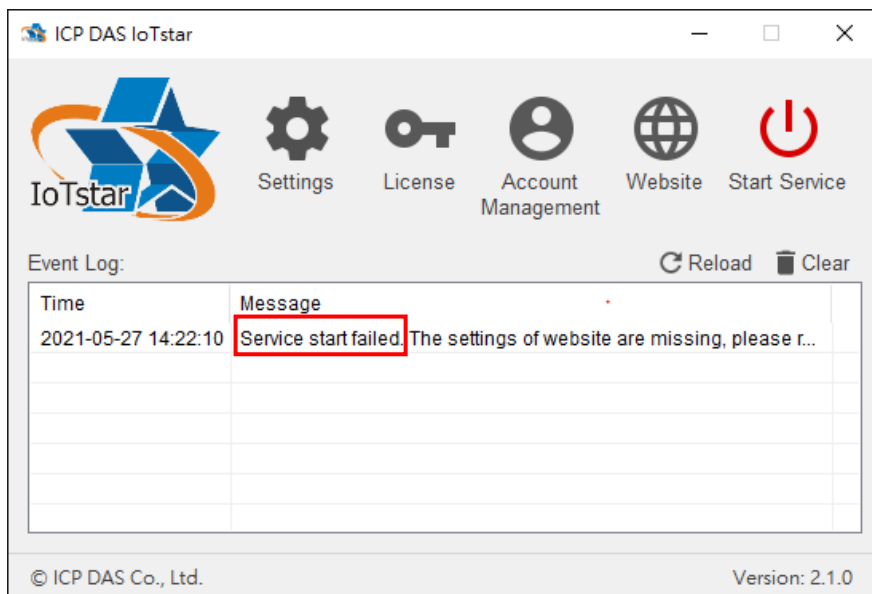 ICP DAS IoTstar
IoTstar
Settings
License
Account
Management
Website
Start Service
Event Log:
Reload
Clear
Time Message
2021-05-27 14:22:10 Service start failed. The settings of website are missing, please r...
© ICP DAS Co., Ltd.
Version: 2.1.0